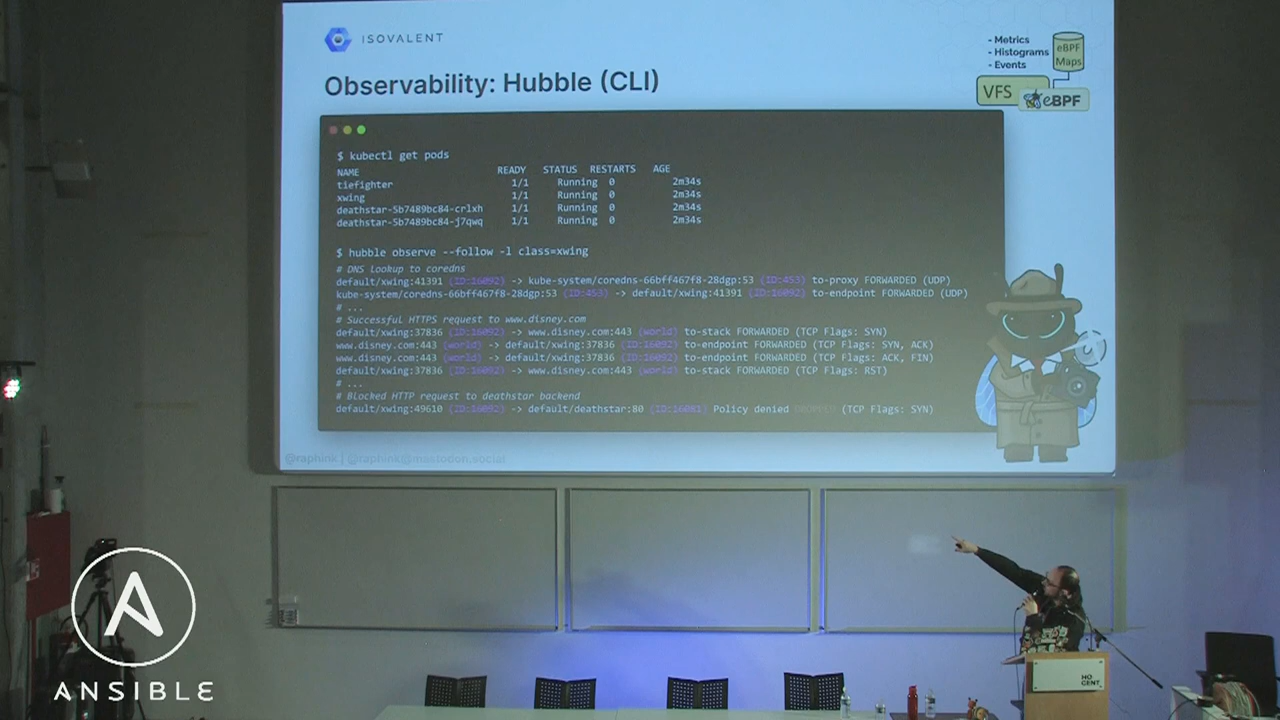 ISOVALENT
- Metrics
- Histograms
- Events
eBPF
Maps
VFS
eBPF
Observability: Hubble (CLI)
$ kubectl get pods
NAME READY STATUS RESTARTS AGE
tiefighter 1/1 Running 0 2m34s
xwing 1/1 Running 0 2m34s
deathstar-5b7489bc84-crlxh 1/1 Running 0 2m34s
deathstar-5b7489bc84-j7qwq 1/1 Running 0 2m34s
$ hubble observe --follow -l class=xwing
# DNS Lookup to coredns
default/xwing:41391 (ID:16092) -> kube-system/coredns-66bff467f8-28dgp:53 (ID:453) to-proxy FORWARDED (UDP)
kube-system/coredns-66bff467f8-28dgp:53 (ID:453) -> default/xwing:41391 (ID:16092) to-endpoint FORWARDED (UDP)
# ...
# Successful HTTPS request to www.disney.com
default/xwing:37836 (ID:16092) -> www.disney.com:443 (world) to-stack FORWARDED (TCP Flags: SYN)
www.disney.com:443 (world) -> default/xwing:37836 (ID:16092) to-endpoint FORWARDED (TCP Flags: SYN, ACK)
www.disney.com:443 (world) -> default/xwing:37836 (ID:16092) to-endpoint FORWARDED (TCP Flags: ACK, FIN)
default/xwing:37836 (ID:16092) -> www.disney.com:443 (world) to-stack FORWARDED (TCP Flags: RST)
# ...
# Blocked HTTP request to deathstar backend
default/xwing:49610 (ID:16092) -> default/deathstar:80 (ID:16081) Policy denied DROPPED (TCP Flags: SYN)
@raphink | @raphink@mastodon.social
HO
GENT
ANSIBLE